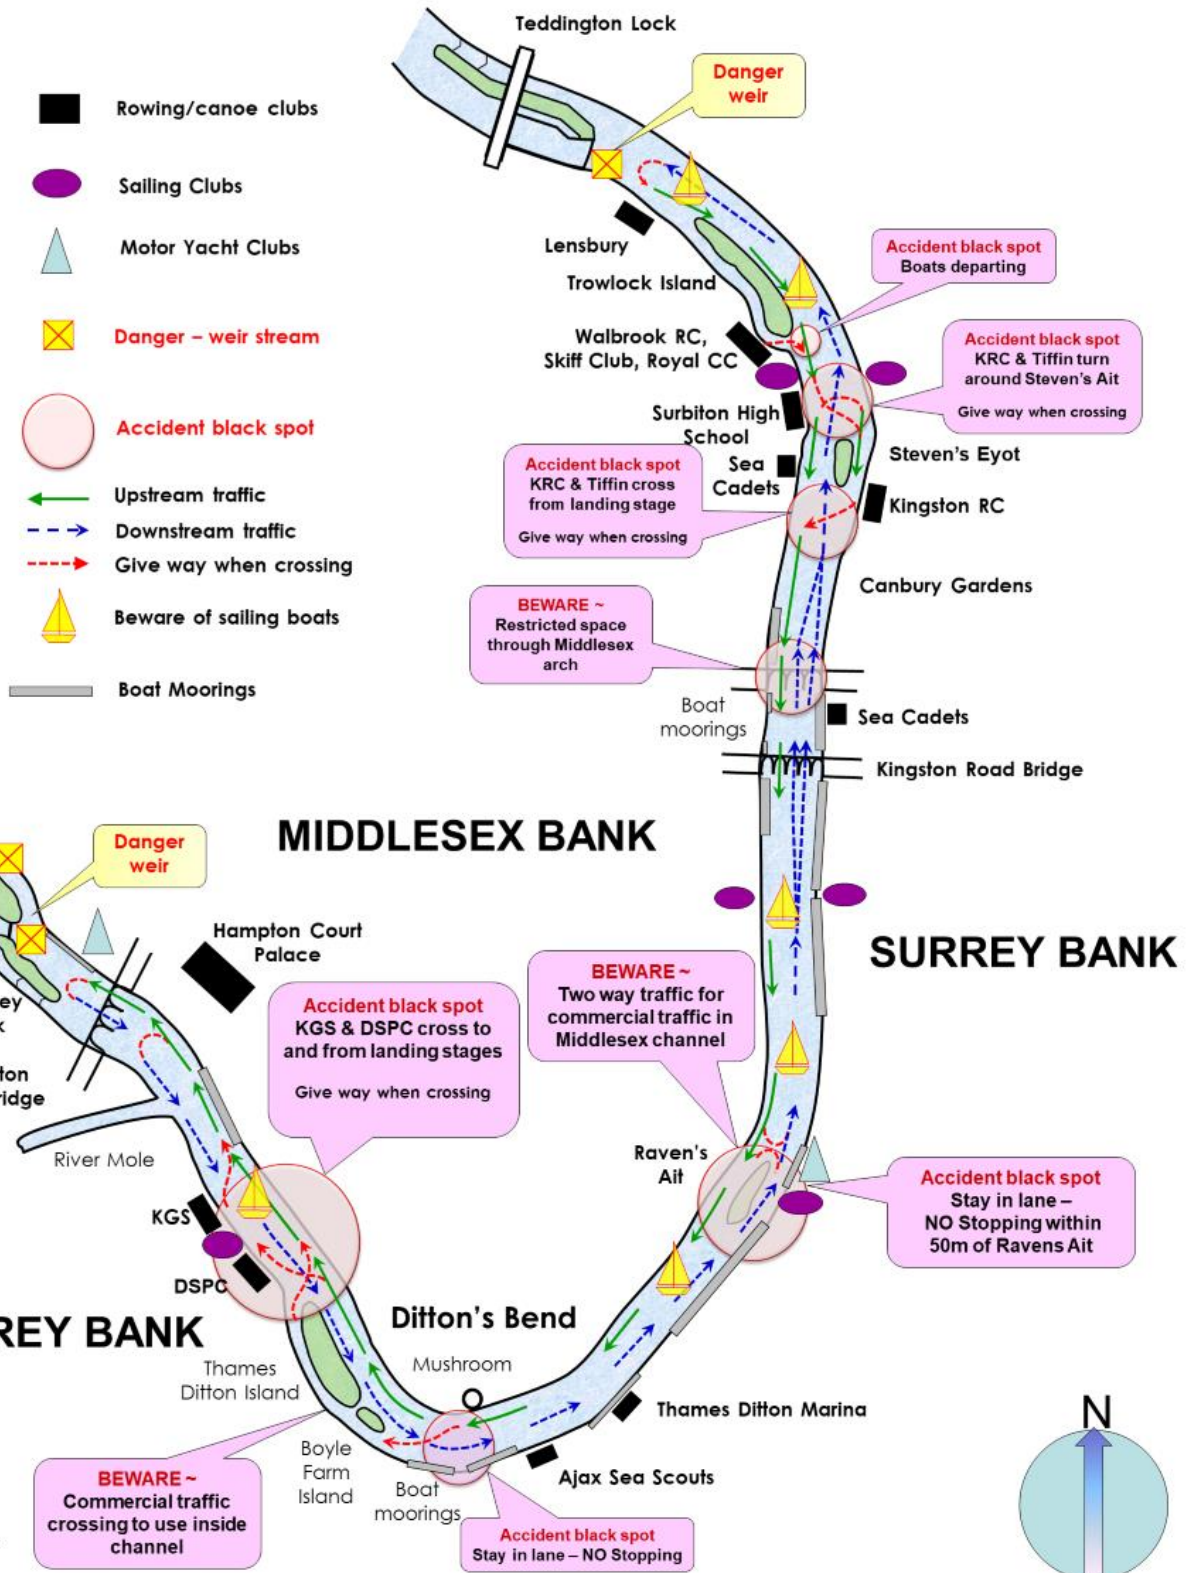 Teddington Lock
Danger
weir
Rowing/canoe clubs
Sailing Clubs
Motor Yacht Clubs
Danger – weir stream
Accident black spot
Upstream traffic
Downstream traffic
Give way when crossing
Beware of sailing boats
Boat Moorings
Lensbury
Trowlock Island
Accident black spot
Boats departing
Walbrook RC,
Skiff Club, Royal CC
Accident black spot
KRC & Tiffin turn
around Steven's Ait
Give way when crossing
Surbiton High
School
Sea
Cadets
Steven's Eyot
Accident black spot
KRC & Tiffin cross
from landing stage
Give way when crossing
Kingston RC
Canbury Gardens
BEWARE ~
Restricted space
through Middlesex
arch
Boat
moorings
Sea Cadets
Kingston Road Bridge
MIDDLESEX BANK
Danger
weir
Hampton Court
Palace
SURREY BANK
BEWARE ~
Two way traffic for
commercial traffic in
Middlesex channel
Accident black spot
KGS & DSPC cross to
and from landing stages
Give way when crossing
ey
k
ton
ridge
River Mole
Raven's
Ait
Accident black spot
Stay in lane –
NO Stopping within
50m of Ravens Ait
KGS
DSPC
REY BANK
Ditton's Bend
Thames
Ditton Island
Mushroom
Thames Ditton Marina
Boyle
Farm
Island
Boat
moorings
Ajax Sea Scouts
BEWARE ~
Commercial traffic
crossing to use inside
channel
Accident black spot
Stay in lane – NO Stopping
N